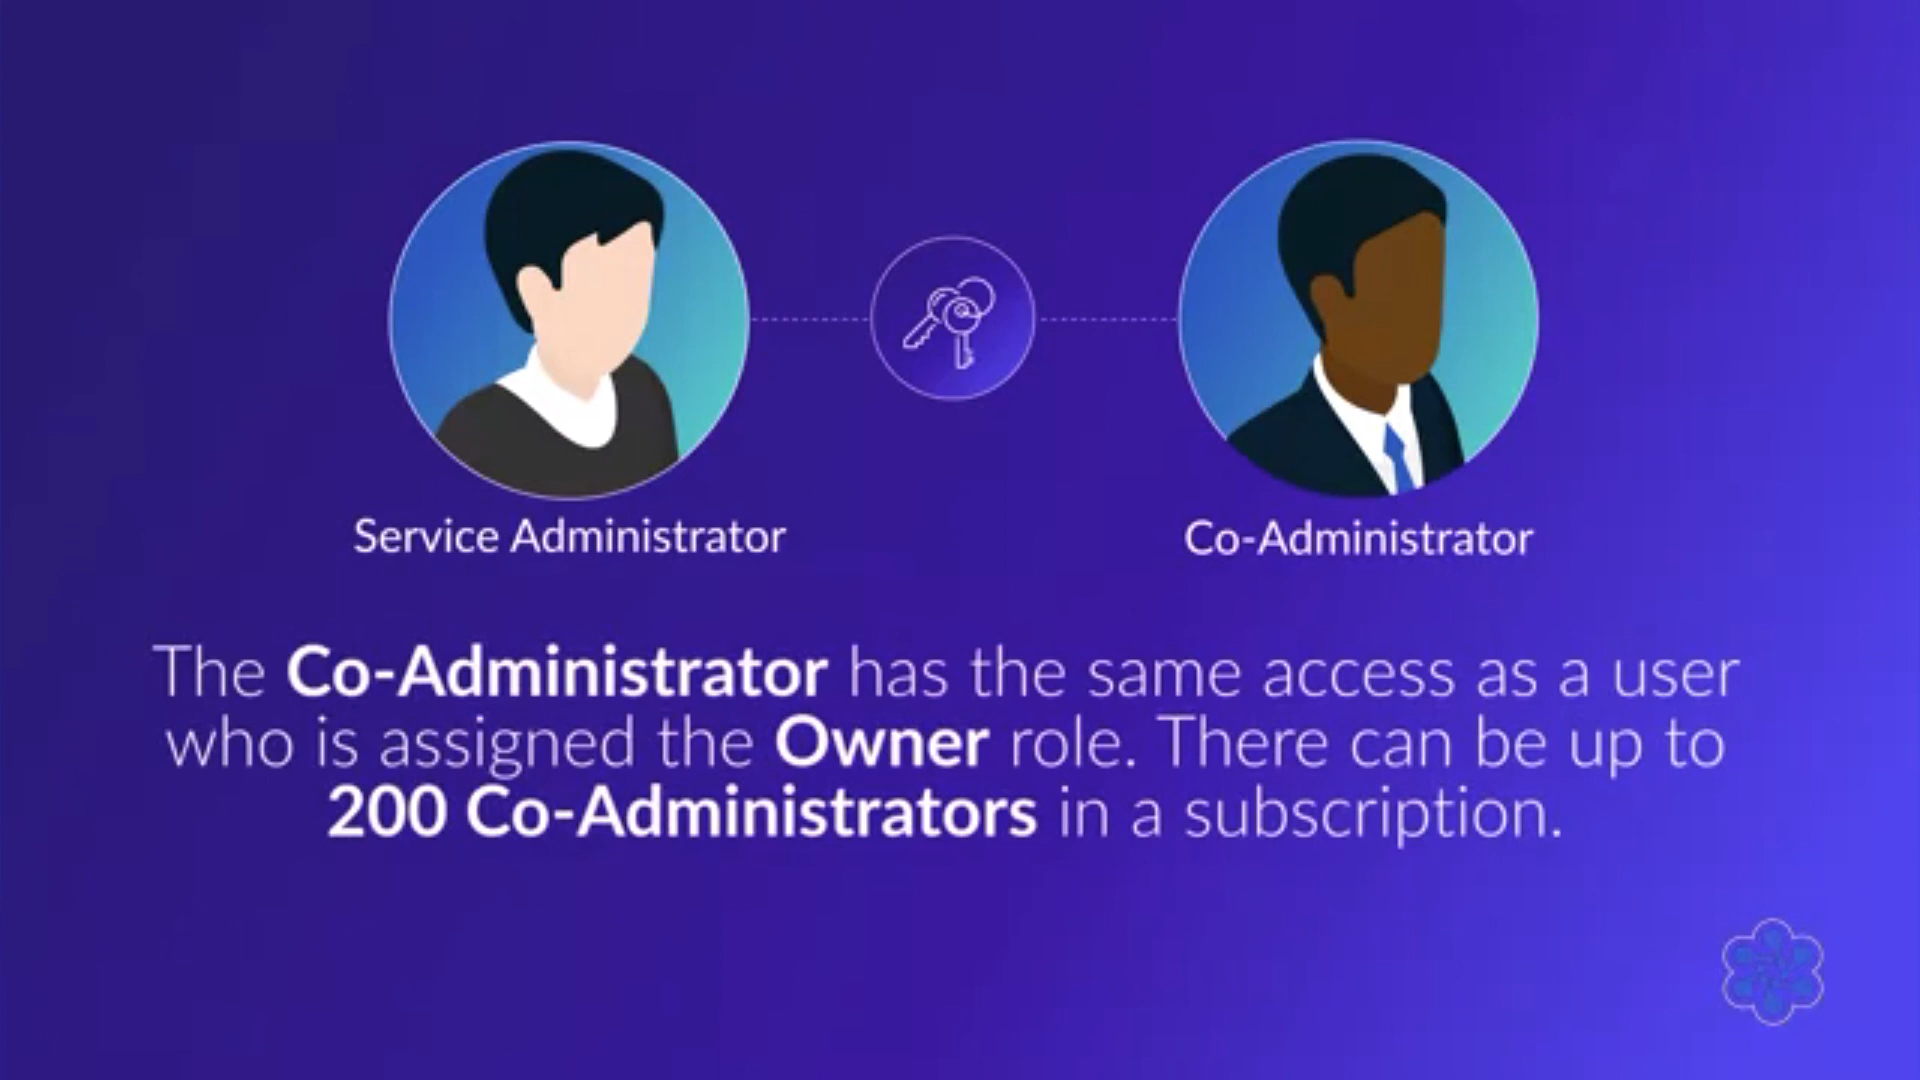 Service Administrator
Co-Administrator
The Co-Administrator has the same access as a user
who is assigned the Owner role. There can be up to
200 Co-Administrators in a subscription.